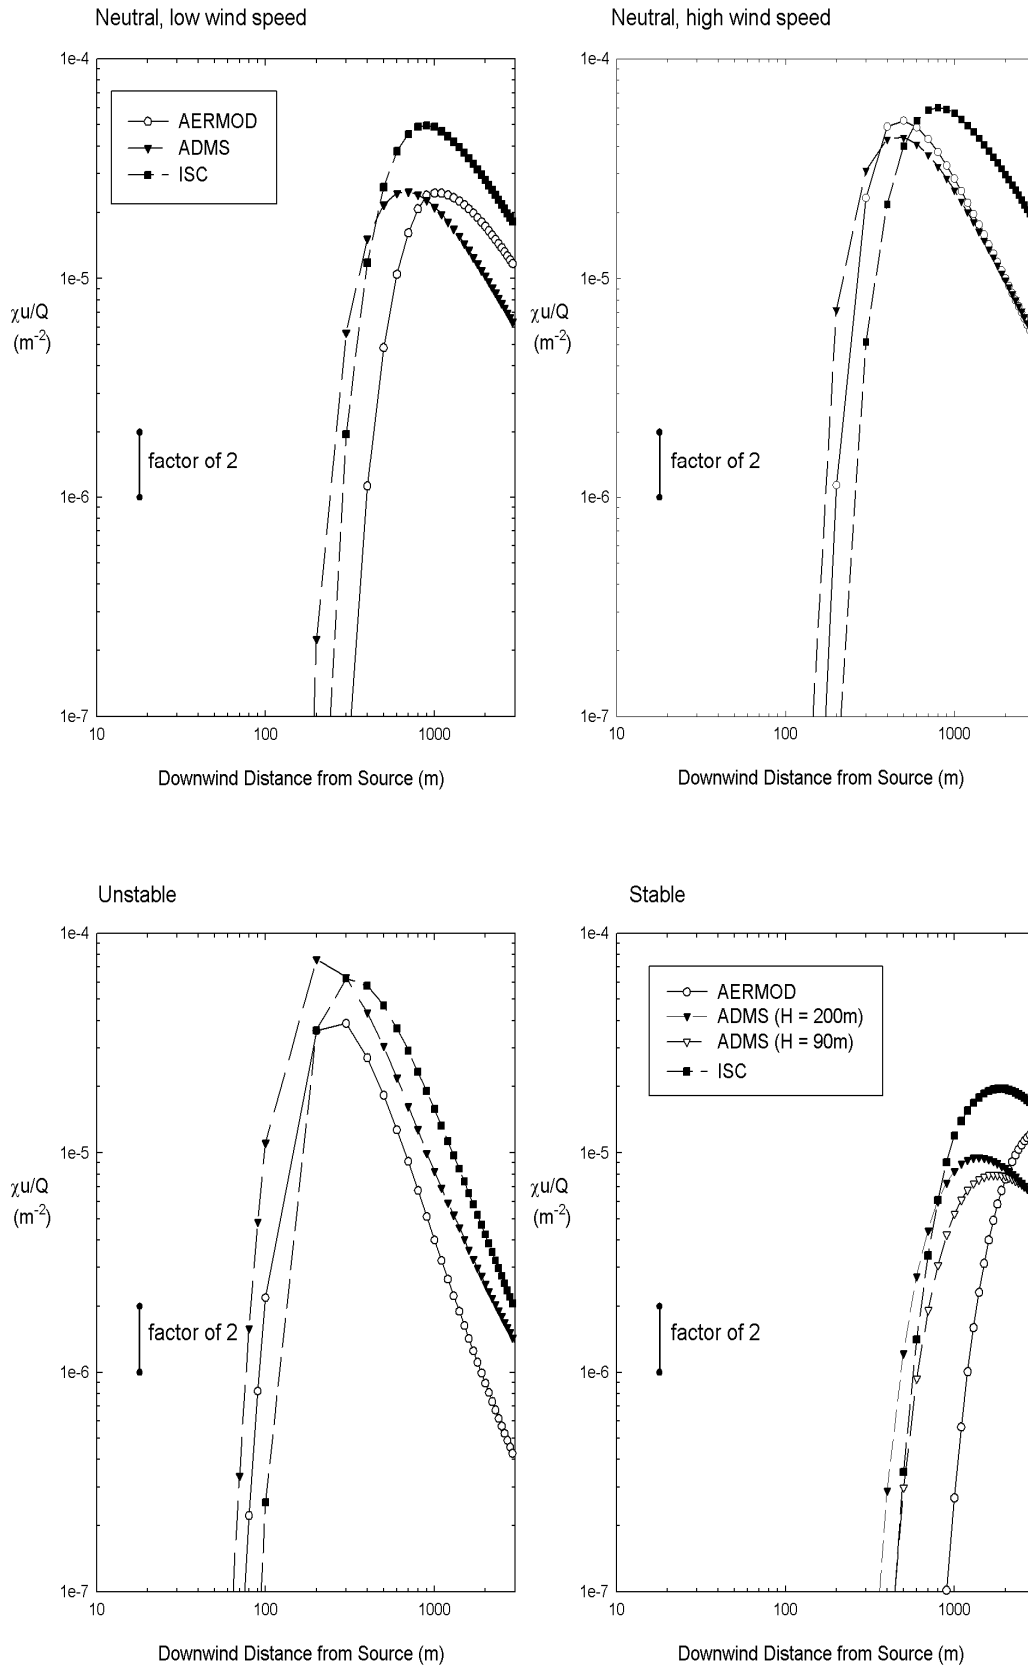 Neutral, low wind speed
Neutral, high wind speed
1e-4
AERMOD
ADMS
ISC
1e-5
χu/Q
(m⁻²)
factor of 2
1e-6
1e-7
10
100
1000
Downwind Distance from Source (m)
1e-4
1e-5
χu/Q
(m⁻²)
factor of 2
1e-6
1e-7
10
100
1000
Downwind Distance from Source (m)
Unstable
Stable
1e-4
1e-5
χu/Q
(m⁻²)
factor of 2
1e-6
1e-7
10
100
1000
Downwind Distance from Source (m)
1e-4
AERMOD
ADMS (H = 200m)
ADMS (H = 90m)
ISC
1e-5
χu/Q
(m⁻²)
factor of 2
1e-6
1e-7
10
100
1000
Downwind Distance from Source (m)